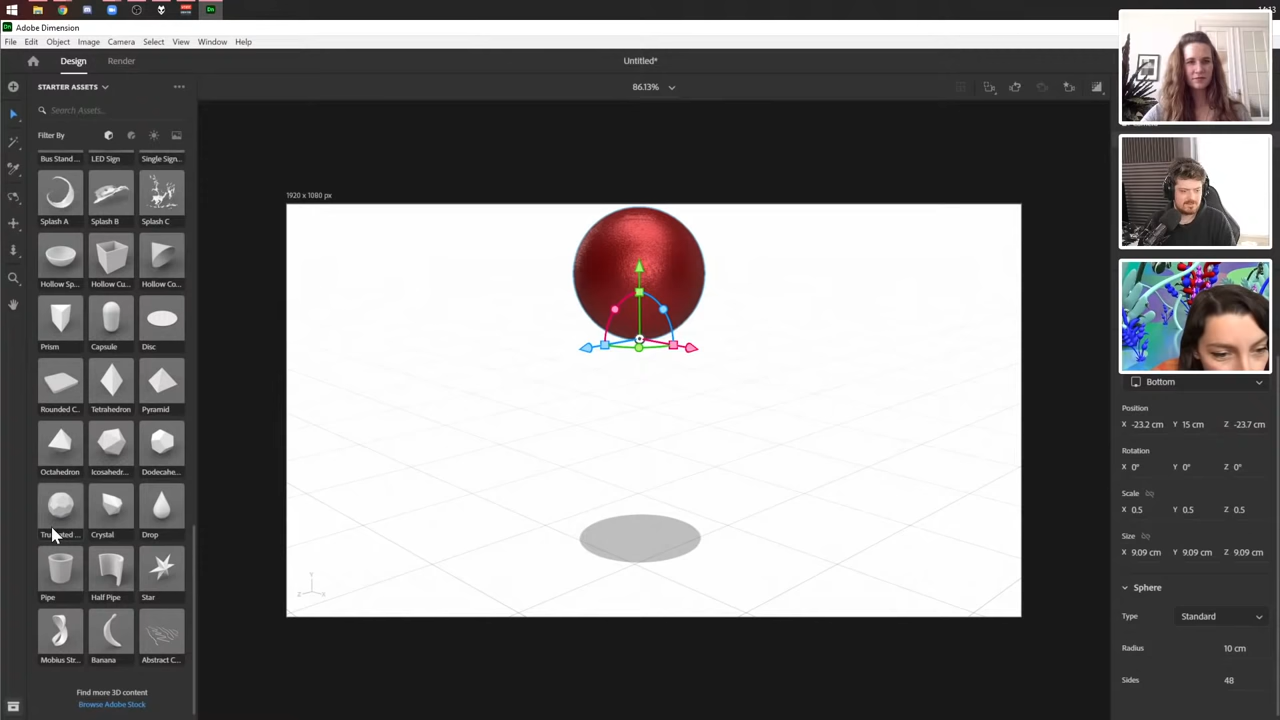 Dn Adobe Dimension
File Edit Object Image Camera Select View Window Help
Design Render Untitled*
STARTER ASSETS ... 86.13%
Search Assets...
Filter By
Bus Stand ... LED Sign Single Sign...
1920 x 1080 px
Splash A Splash B Splash C
Hollow Sp... Hollow Cu... Hollow Co...
Prism Capsule Disc
Rounded C... Tetrahedron Pyramid
Octahedron Icosahedr... Dodecahe...
Crystal Drop
Pipe Half Pipe Star
Mobius Str... Banana Abstract C...
Find more 3D content
Browse Adobe Stock
Y
Z X
Bottom
Position
X -23.2 cm Y 15 cm Z -23.7 cm
Rotation
X 0° Y 0° Z 0°
Scale
X 0.5 Y 0.5 Z 0.5
Size
X 9.09 cm Y 9.09 cm Z 9.09 cm
Sphere
Type Standard
Radius 10 cm
Sides 48